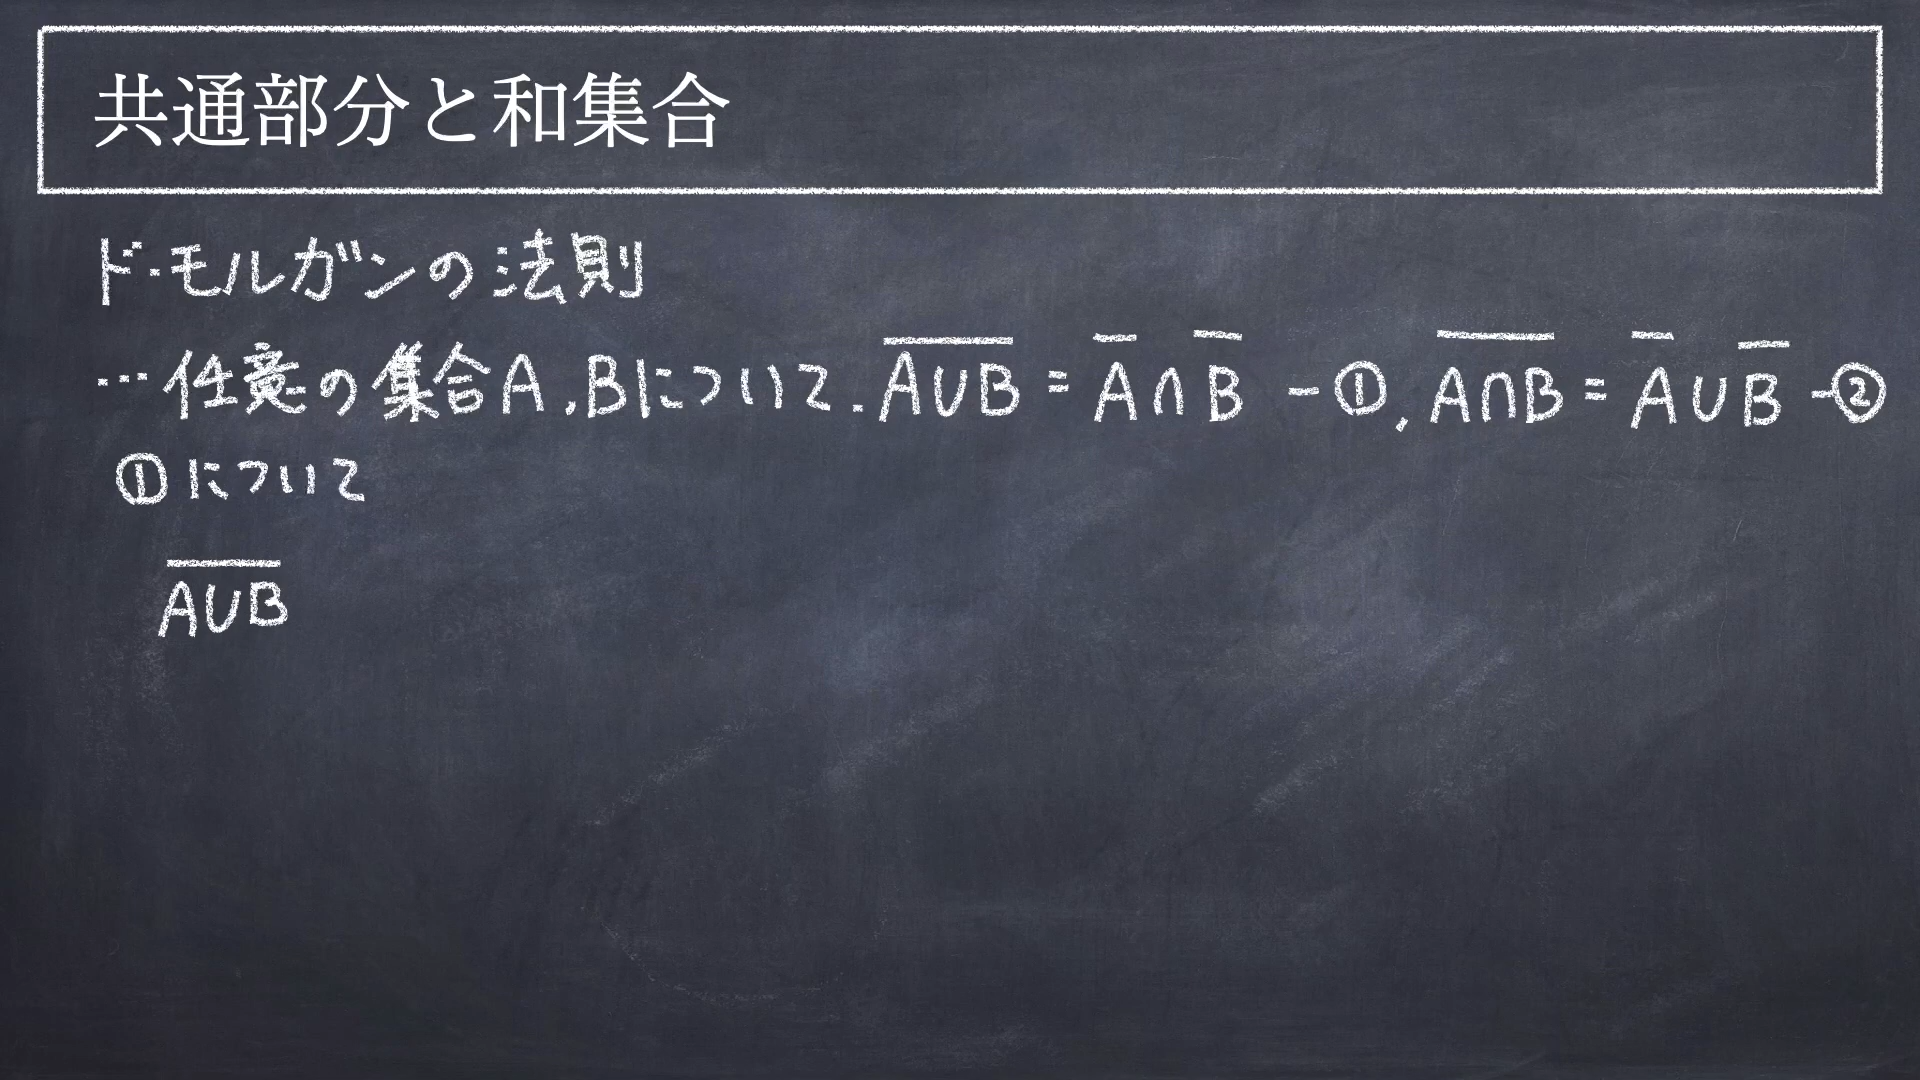 共通部分と和集合
ド・モルガンの法則
…任意の集合A,Bについて. A̅∪̅B̅ = A̅ ∩ B̅ -①, A̅∩̅B̅ = A̅ ∪ B̅ -②
①について
A̅∪̅B̅